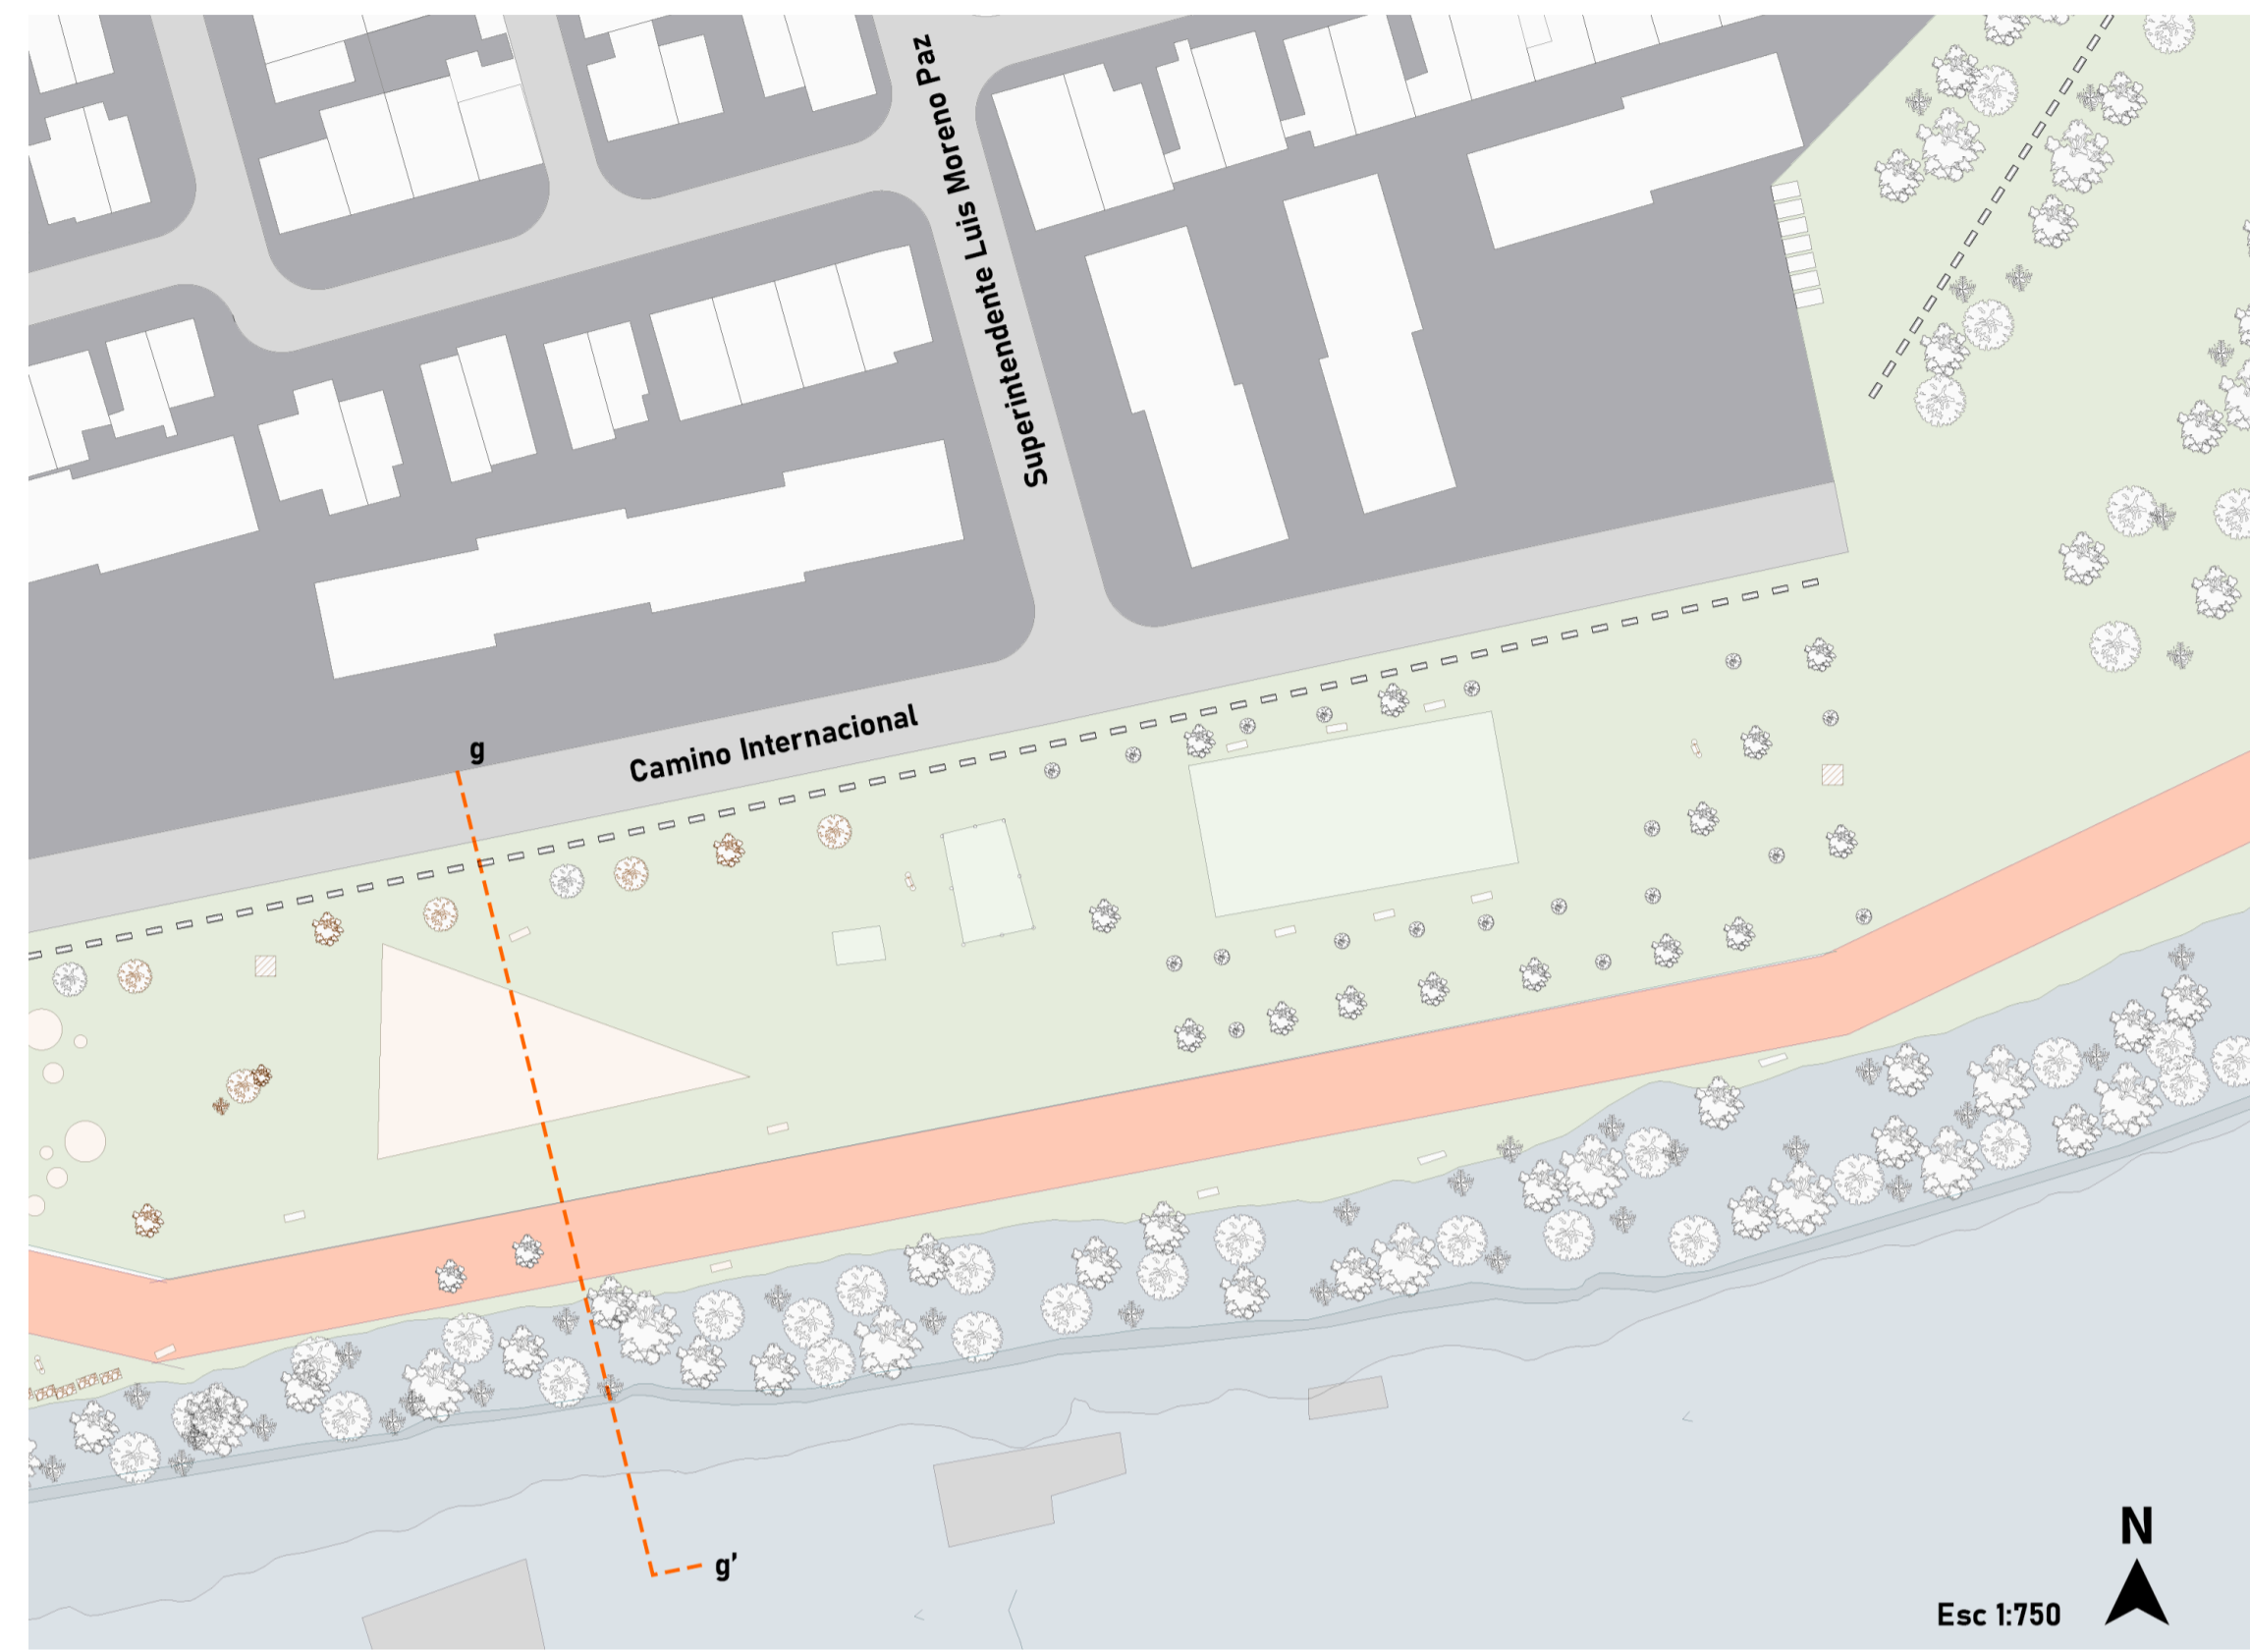 Superintendente Luis Moreno Paz
g
Camino Internacional
g’
N
Esc 1:750